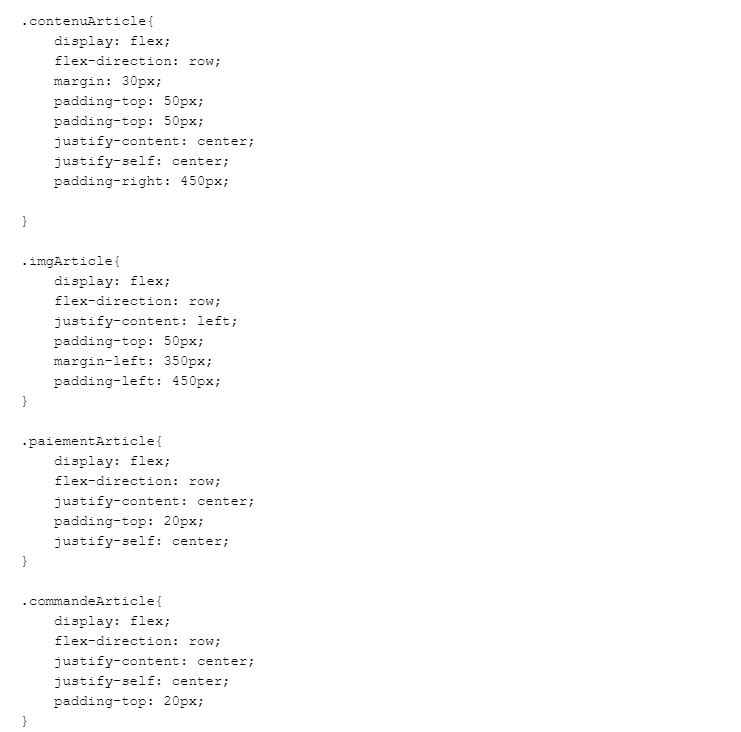 .contenuArticle{
    display: flex;
    flex-direction: row;
    margin: 30px;
    padding-top: 50px;
    padding-top: 50px;
    justify-content: center;
    justify-self: center;
    padding-right: 450px;

}

.imgArticle{
    display: flex;
    flex-direction: row;
    justify-content: left;
    padding-top: 50px;
    margin-left: 350px;
    padding-left: 450px;
}

.paiementArticle{
    display: flex;
    flex-direction: row;
    justify-content: center;
    padding-top: 20px;
    justify-self: center;
}

.commandeArticle{
    display: flex;
    flex-direction: row;
    justify-content: center;
    justify-self: center;
    padding-top: 20px;
}